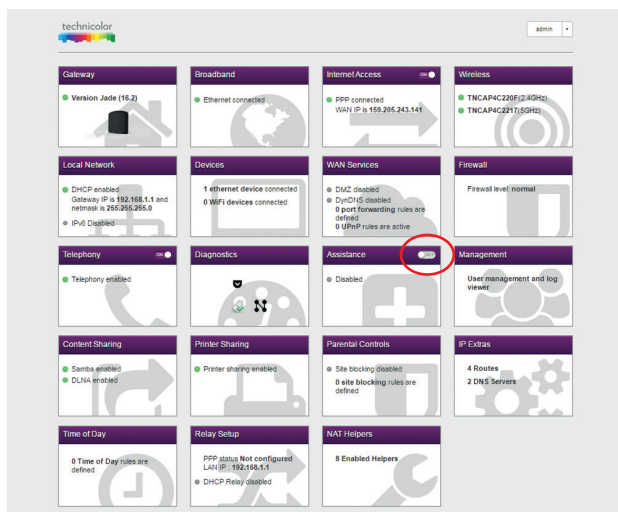 technicolor
admin
Gateway
Version Jade (16.2)
Broadband
Ethernet connected
Internet Access
ON
PPP connected
WAN IP is 159.205.243.141
Wireless
TNCAP4C220F(2.4GHz)
TNCAP4C2217(5GHz)
Local Network
DHCP enabled
Gateway IP is 192.168.1.1 and
netmask is 255.255.255.0
IPv6 Disabled
Devices
1 ethernet device connected
0 WiFi devices connected
WAN Services
DMZ disabled
DynDNS disabled
0 port forwarding rules are
defined
0 UPnP rules are active
Firewall
Firewall level: normal
Telephony
ON
Telephony enabled
Diagnostics
Assistance
OFF
Disabled
Management
User management and log
viewer
Content Sharing
Samba enabled
DLNA enabled
Printer Sharing
Printer sharing enabled
Parental Controls
Site blocking disabled
0 site blocking rules are
defined
IP Extras
4 Routes
2 DNS Servers
Time of Day
0 Time of Day rules are
defined
Relay Setup
PPP status Not configured
LAN IP : 192.168.1.1
DHCP Relay disabled
NAT Helpers
8 Enabled Helpers